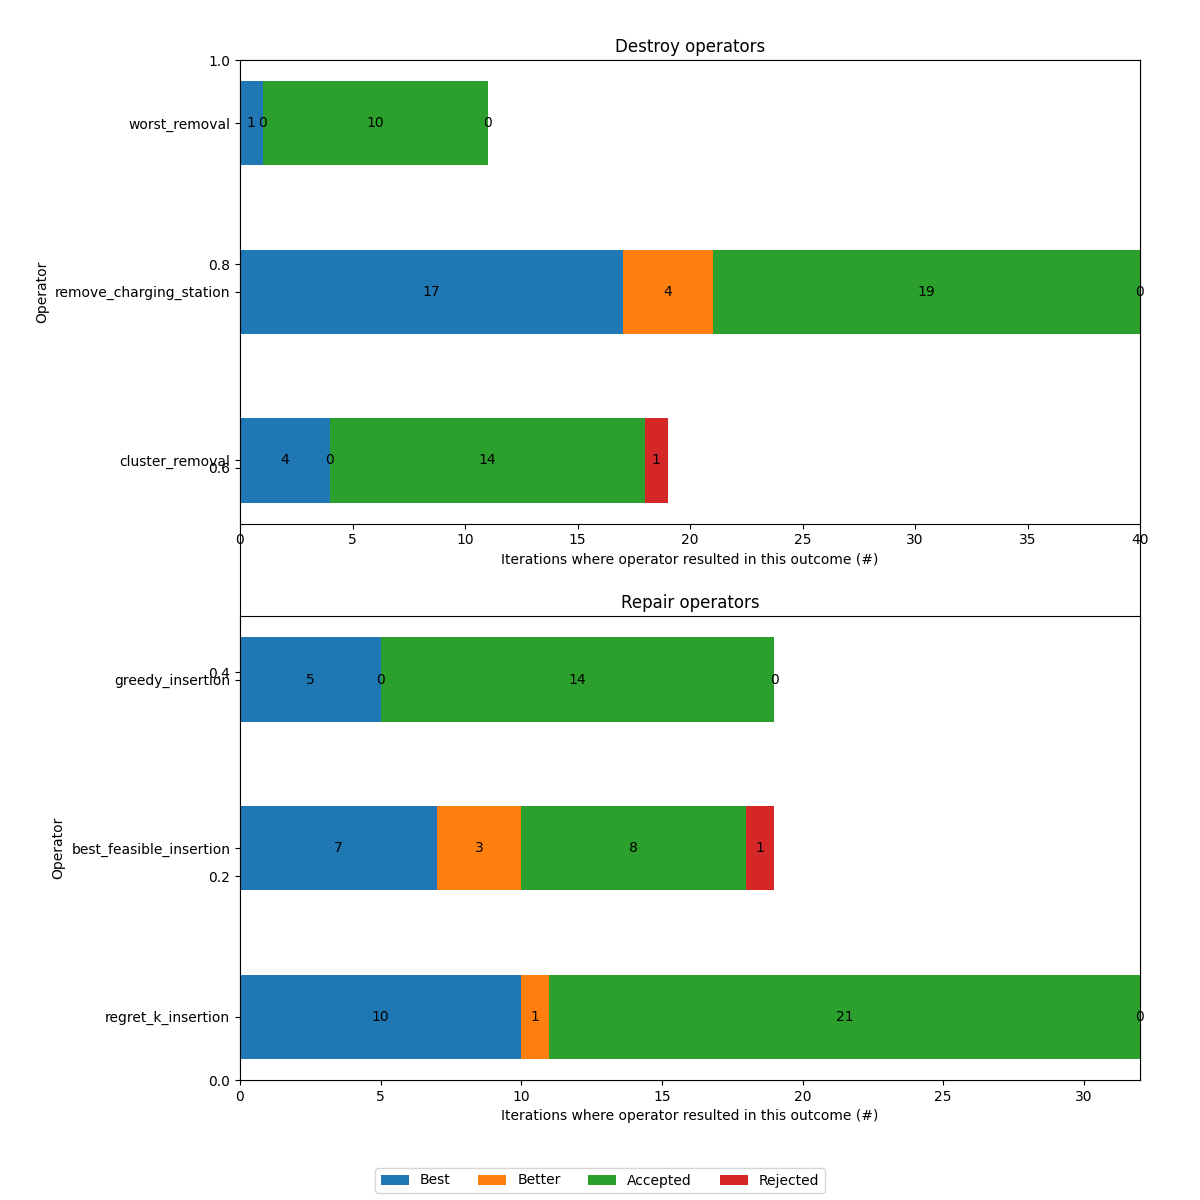 Destroy operators
1.0
worst_removal
1 0 10 0
Operator
0.8
remove_charging_station
17 4 19 0
cluster_removal
4 0 14 1
0.6
0 5 10 15 20 25 30 35 40
Iterations where operator resulted in this outcome (#)
Repair operators
0.4
greedy_insertion
5 0 14 0
Operator
best_feasible_insertion
7 3 8 1
0.2
regret_k_insertion
10 1 21 0
0.0
0 5 10 15 20 25 30
Iterations where operator resulted in this outcome (#)
Best Better Accepted Rejected